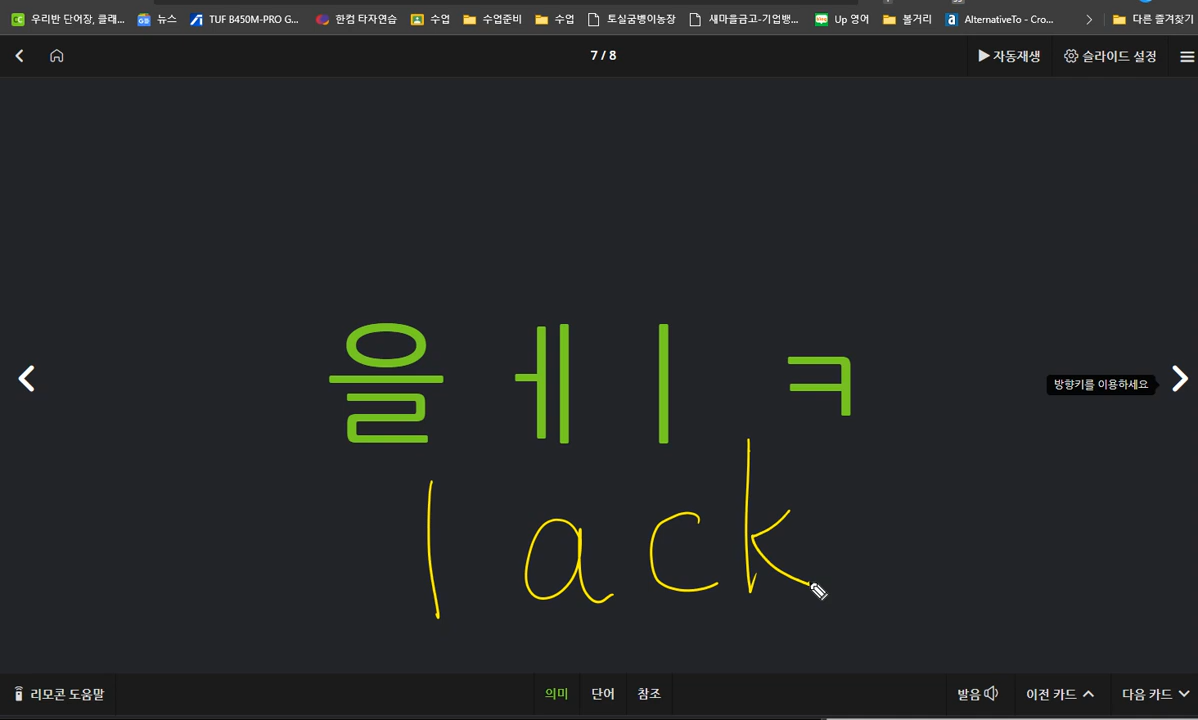 우리반 단어장, 클래... 뉴스 TUF B450M-PRO G... 한컴 타자연습 수업 수업준비 수업 토실굼벵이농장 새마을금고-기업뱅... Up 영어 볼거리 AlternativeTo - Cro... 다른 즐겨찾기
7 / 8 자동재생 슬라이드 설정
을 ㅔ ㅣ ㅋ
방향키를 이용하세요
lack
리모콘 도움말 의미 단어 참조 발음 이전 카드 다음 카드